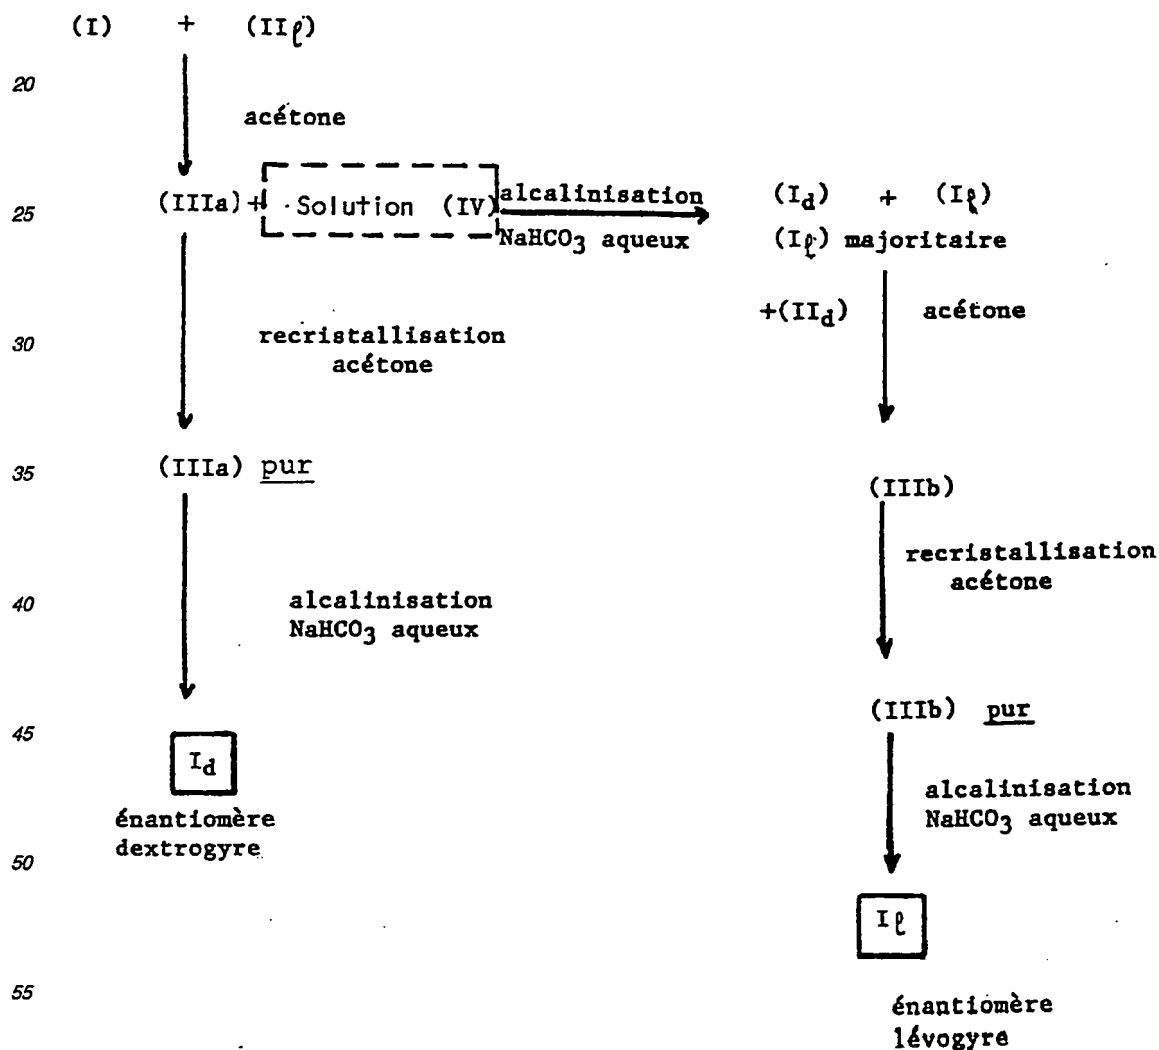 (I) + (IIℓ)
20
acétone
(IIIa) + Solution (IV) alcalinisation (Id) + (Iℓ)
25
NaHCO3 aqueux (Iℓ) majoritaire
+(IId) acétone
30
recristallisation
acétone
35
(IIIa) pur
(IIIb)
recristallisation
acétone
40
alcalinisation
NaHCO3 aqueux
(IIIb) pur
45
Id
alcalinisation
NaHCO3 aqueux
énantiomère
dextrogyre
50
Iℓ
55
énantiomère
lévogyre